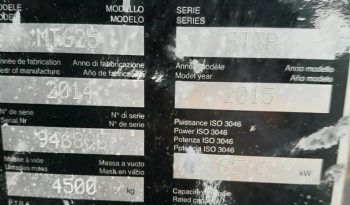 MODELE MODELLO
MODELO
MT625
Année de fabrication Anno di fabbricazione
of manufacture Año de fabricación
2014
N° de série N° di serie
Serial Nr N° de serie
Masse à vide Massa a vuoto
Unladen mass Masa en vacío
4500 kg
SERIE
SERIES
Année modèle Anno modello
Model year Año modelo
2015
Puissance ISO 3046
Power ISO 3046
Potenza ISO 3046
Potencia ISO 3046
kW
Rated